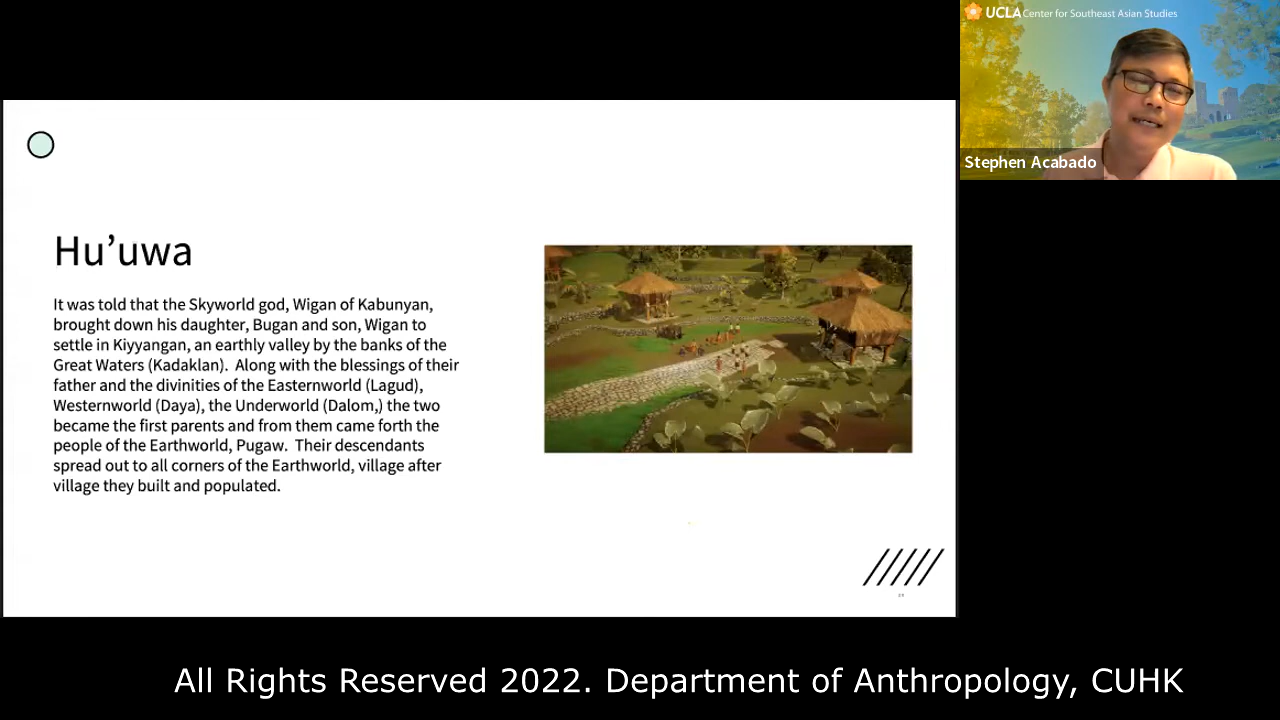 UCLA Center for Southeast Asian Studies
Stephen Acabado
Hu’uwa
It was told that the Skyworld god, Wigan of Kabunyan,
brought down his daughter, Bugan and son, Wigan to
settle in Kiyyangan, an earthly valley by the banks of the
Great Waters (Kadaklan).  Along with the blessings of their
father and the divinities of the Easternworld (Lagud),
Westernworld (Daya), the Underworld (Dalom,) the two
became the first parents and from them came forth the
people of the Earthworld, Pugaw.  Their descendants
spread out to all corners of the Earthworld, village after
village they built and populated.
All Rights Reserved 2022. Department of Anthropology, CUHK